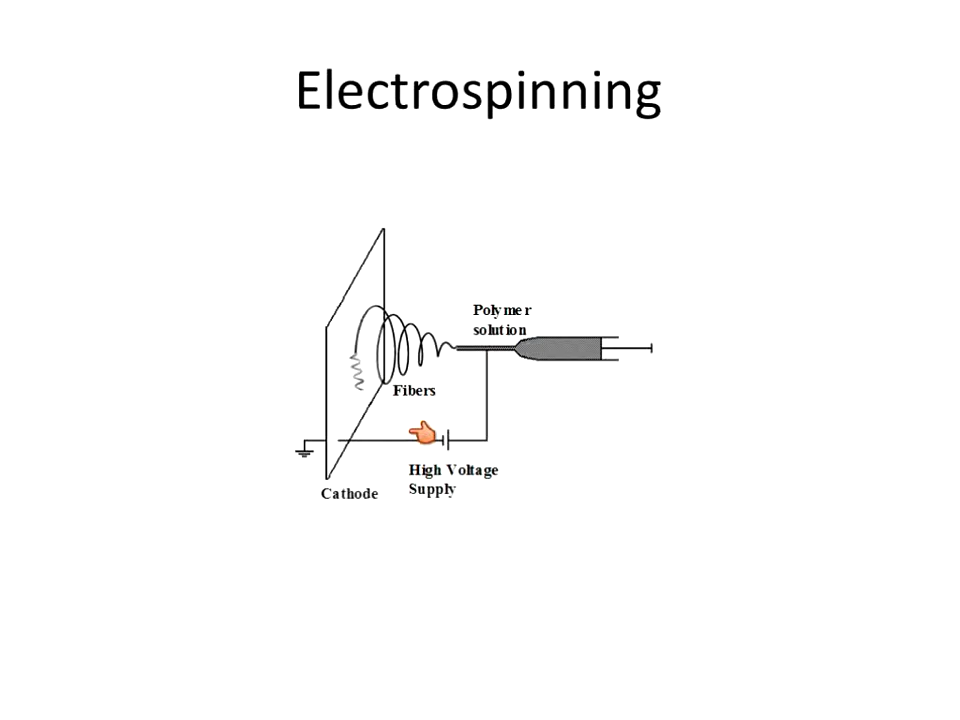 Electrospinning
Polymer
solution
Fibers
High Voltage
Supply
Cathode